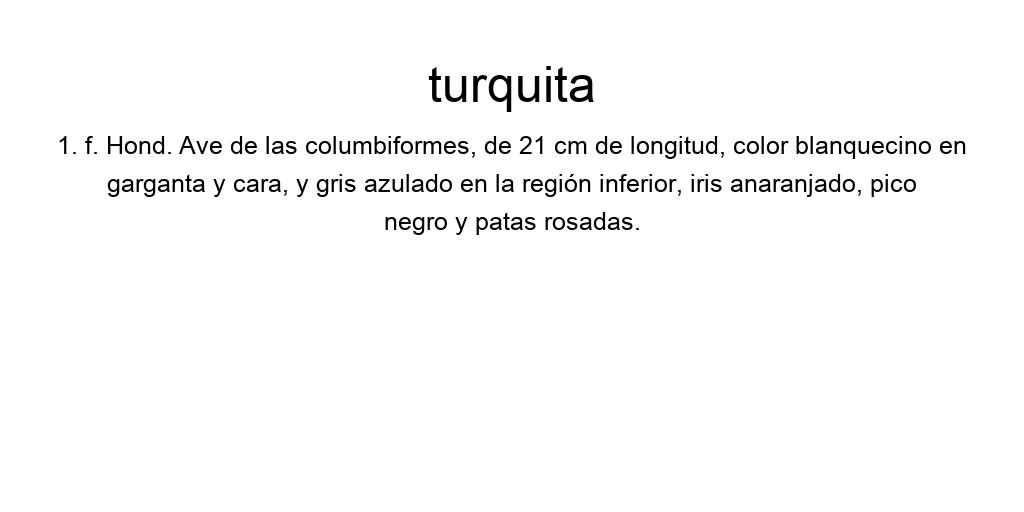 turquita
1. f. Hond. Ave de las columbiformes, de 21 cm de longitud, color blanquecino en
garganta y cara, y gris azulado en la región inferior, iris anaranjado, pico
negro y patas rosadas.